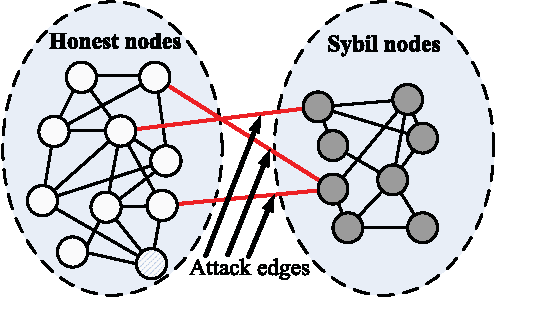 Honest nodes
Sybil nodes
Attack edges